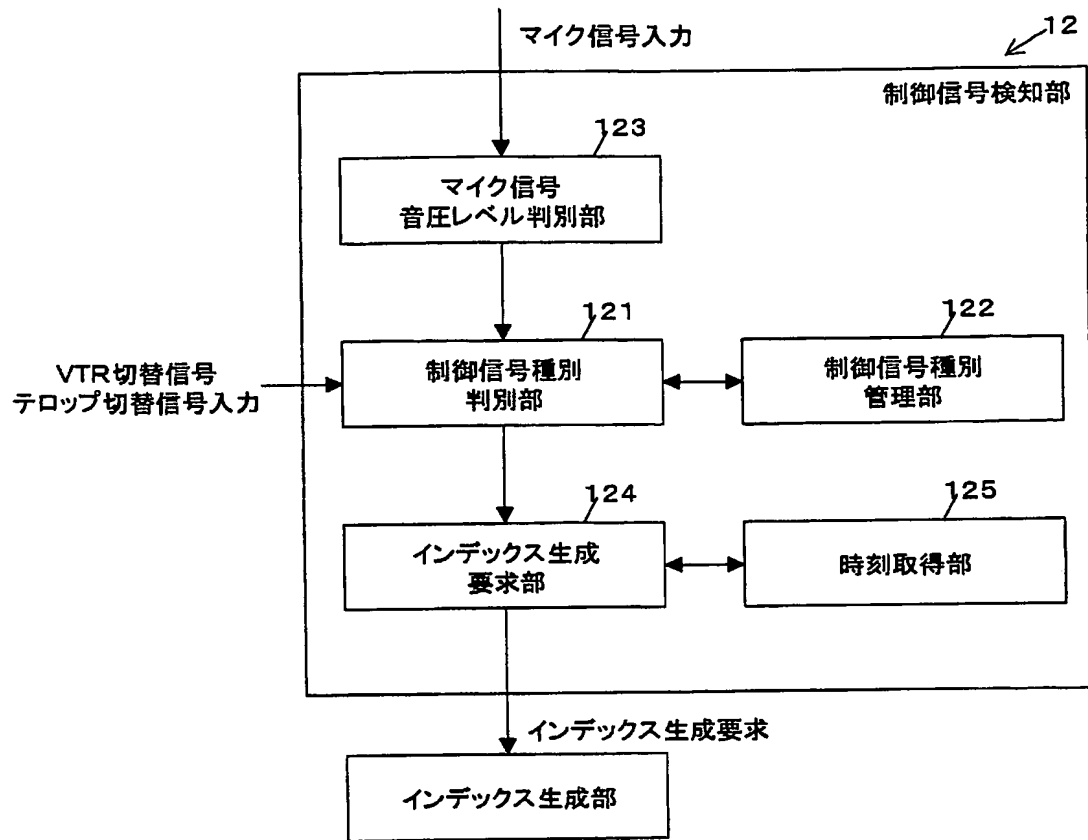 マイク信号入力
12
制御信号検知部
123
マイク信号
音圧レベル判別部
121
122
VTR切替信号
テロップ切替信号入力
制御信号種別
判別部
制御信号種別
管理部
124
125
インデックス生成
要求部
時刻取得部
インデックス生成要求
インデックス生成部